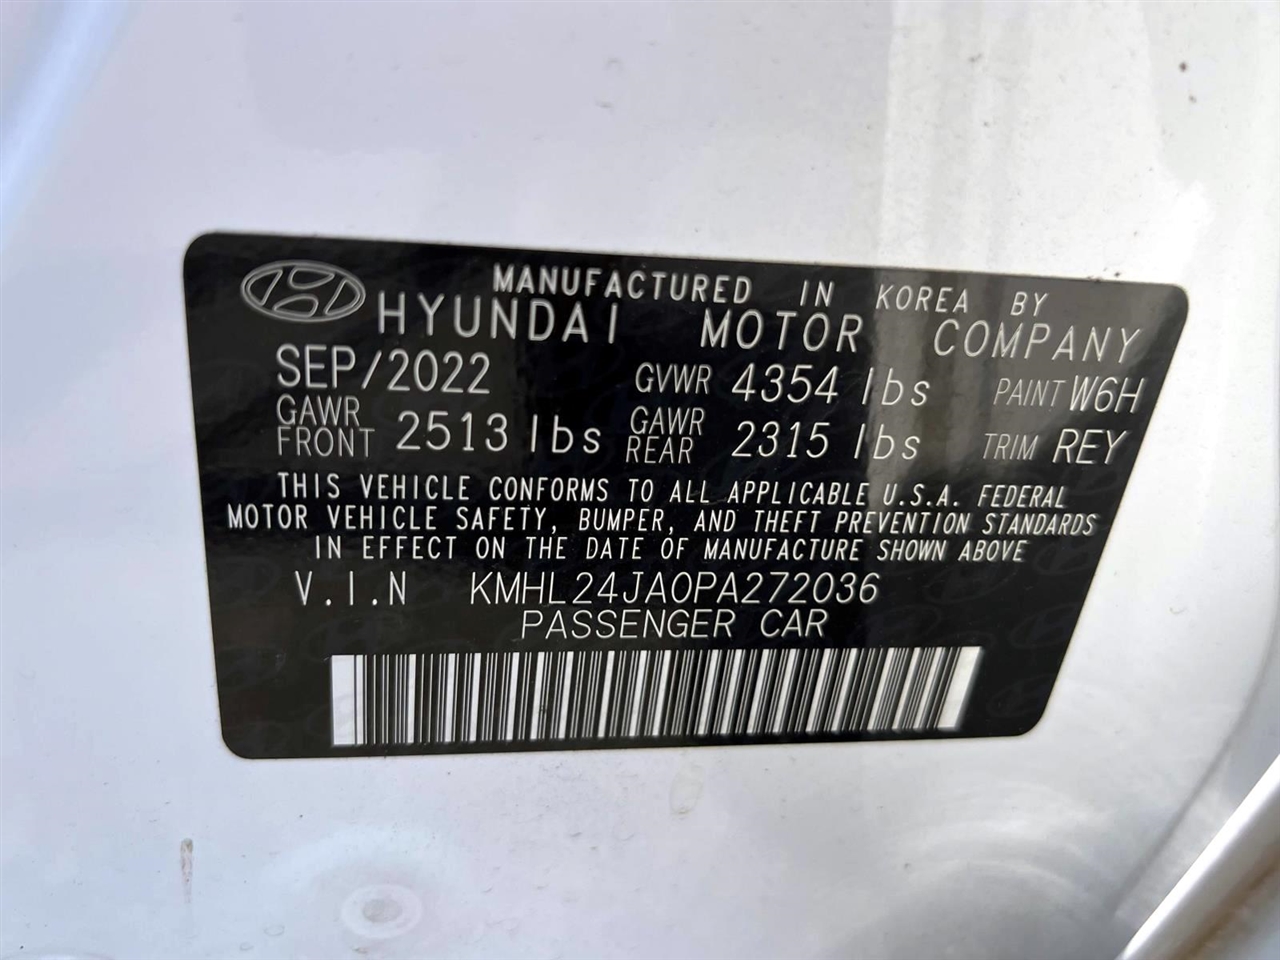 MANUFACTURED IN KOREA BY
HYUNDAI MOTOR COMPANY
SEP/2022 GVWR 4354 lbs PAINT W6H
GAWR FRONT 2513 lbs GAWR REAR 2315 lbs TRIM REY
THIS VEHICLE CONFORMS TO ALL APPLICABLE U.S.A. FEDERAL
MOTOR VEHICLE SAFETY, BUMPER, AND THEFT PREVENTION STANDARDS
IN EFFECT ON THE DATE OF MANUFACTURE SHOWN ABOVE
V.I.N KMHL24JA0PA272036
PASSENGER CAR